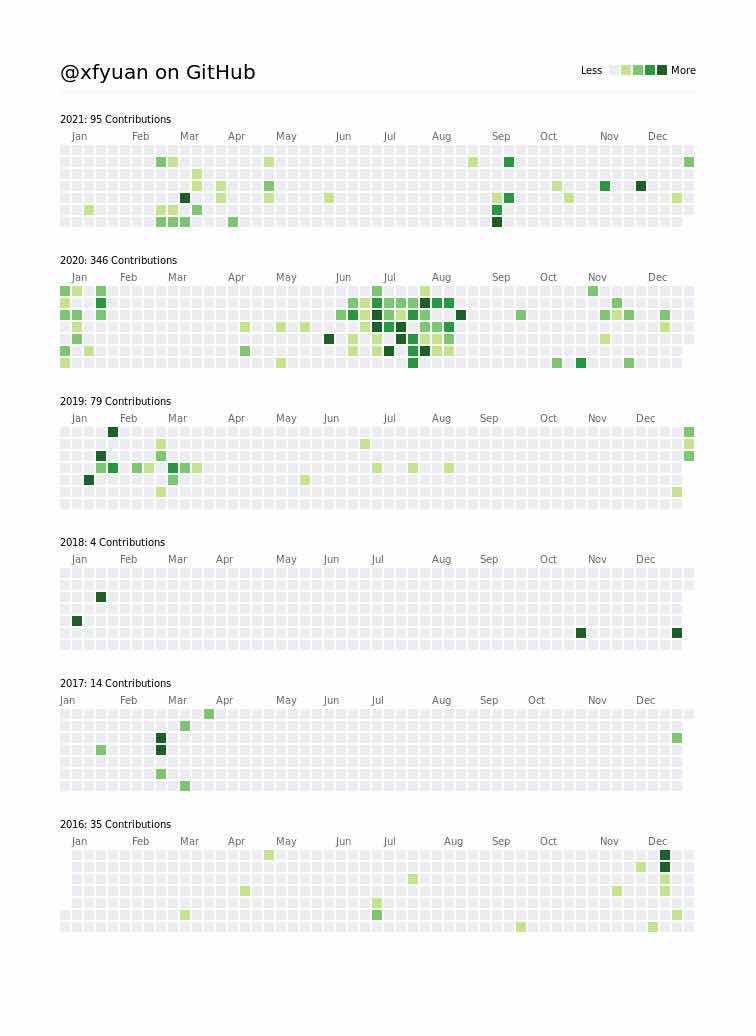 @xfyuan on GitHub
Less More
2021: 95 Contributions
Jan Feb Mar Apr May Jun Jul Aug Sep Oct Nov Dec
2020: 346 Contributions
Jan Feb Mar Apr May Jun Jul Aug Sep Oct Nov Dec
2019: 79 Contributions
Jan Feb Mar Apr May Jun Jul Aug Sep Oct Nov Dec
2018: 4 Contributions
Jan Feb Mar Apr May Jun Jul Aug Sep Oct Nov Dec
2017: 14 Contributions
Jan Feb Mar Apr May Jun Jul Aug Sep Oct Nov Dec
2016: 35 Contributions
Jan Feb Mar Apr May Jun Jul Aug Sep Oct Nov Dec